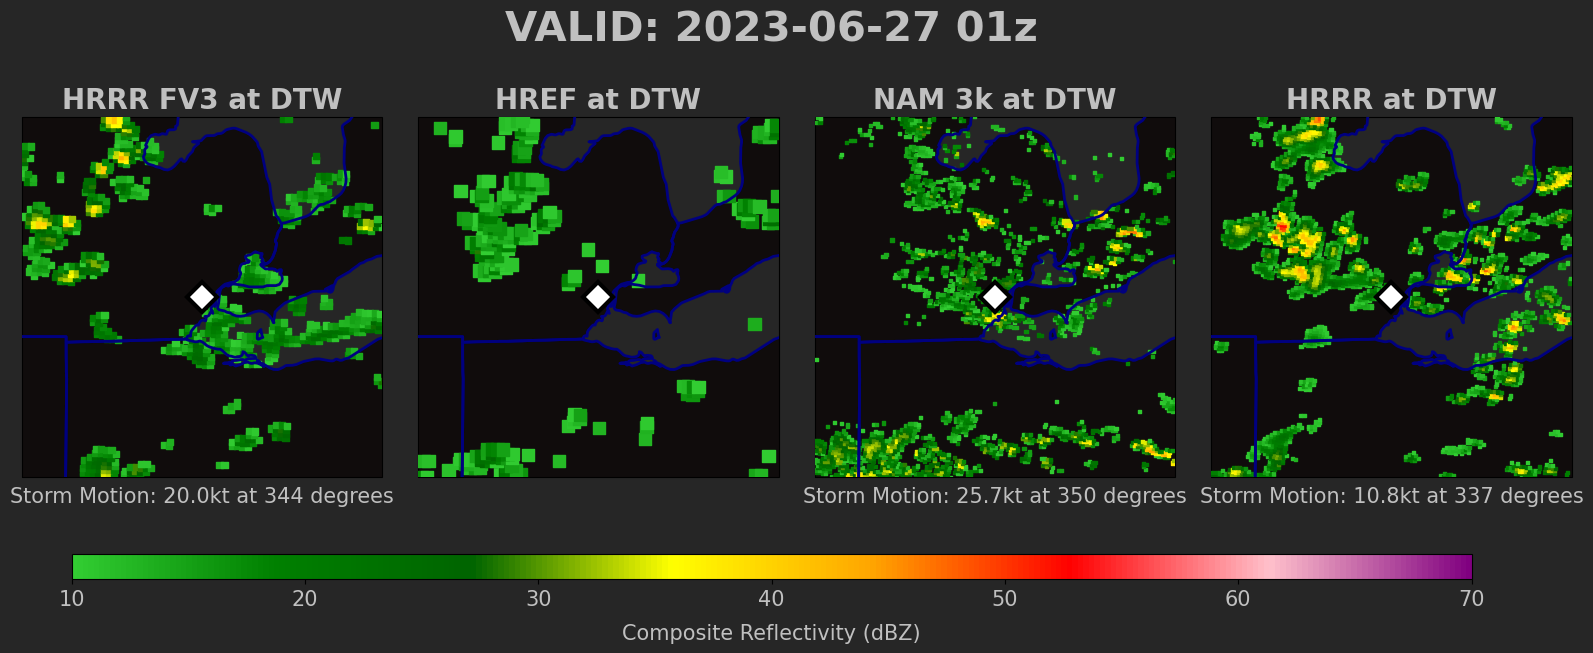 VALID: 2023-06-27 01z
HRRR FV3 at DTW
HREF at DTW
NAM 3k at DTW
HRRR at DTW
Storm Motion: 20.0kt at 344 degrees
Storm Motion: 25.7kt at 350 degrees
Storm Motion: 10.8kt at 337 degrees
10 20 30 40 50 60 70
Composite Reflectivity (dBZ)